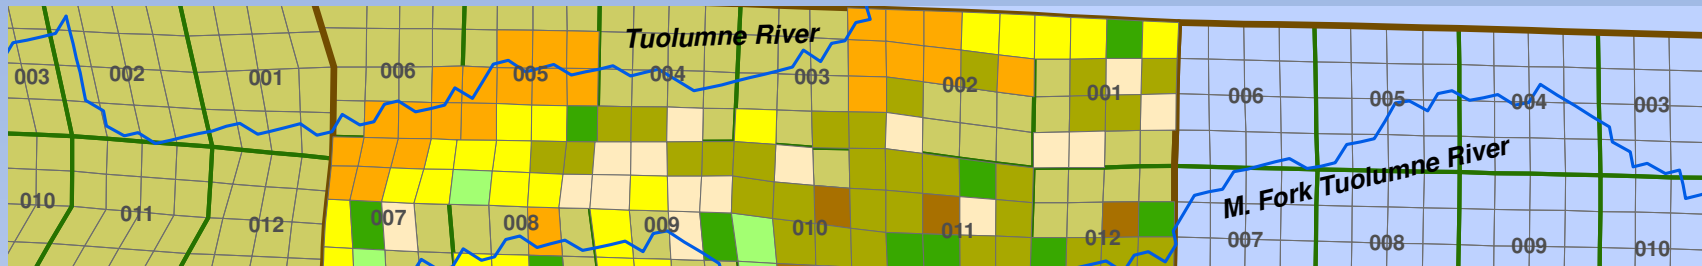 Tuolumne River
003 002 001 006 005 004 003 002 001 006 005 004 003
M. Fork Tuolumne River
010 011 012 007 008 009 010 011 012 007 008 009 010